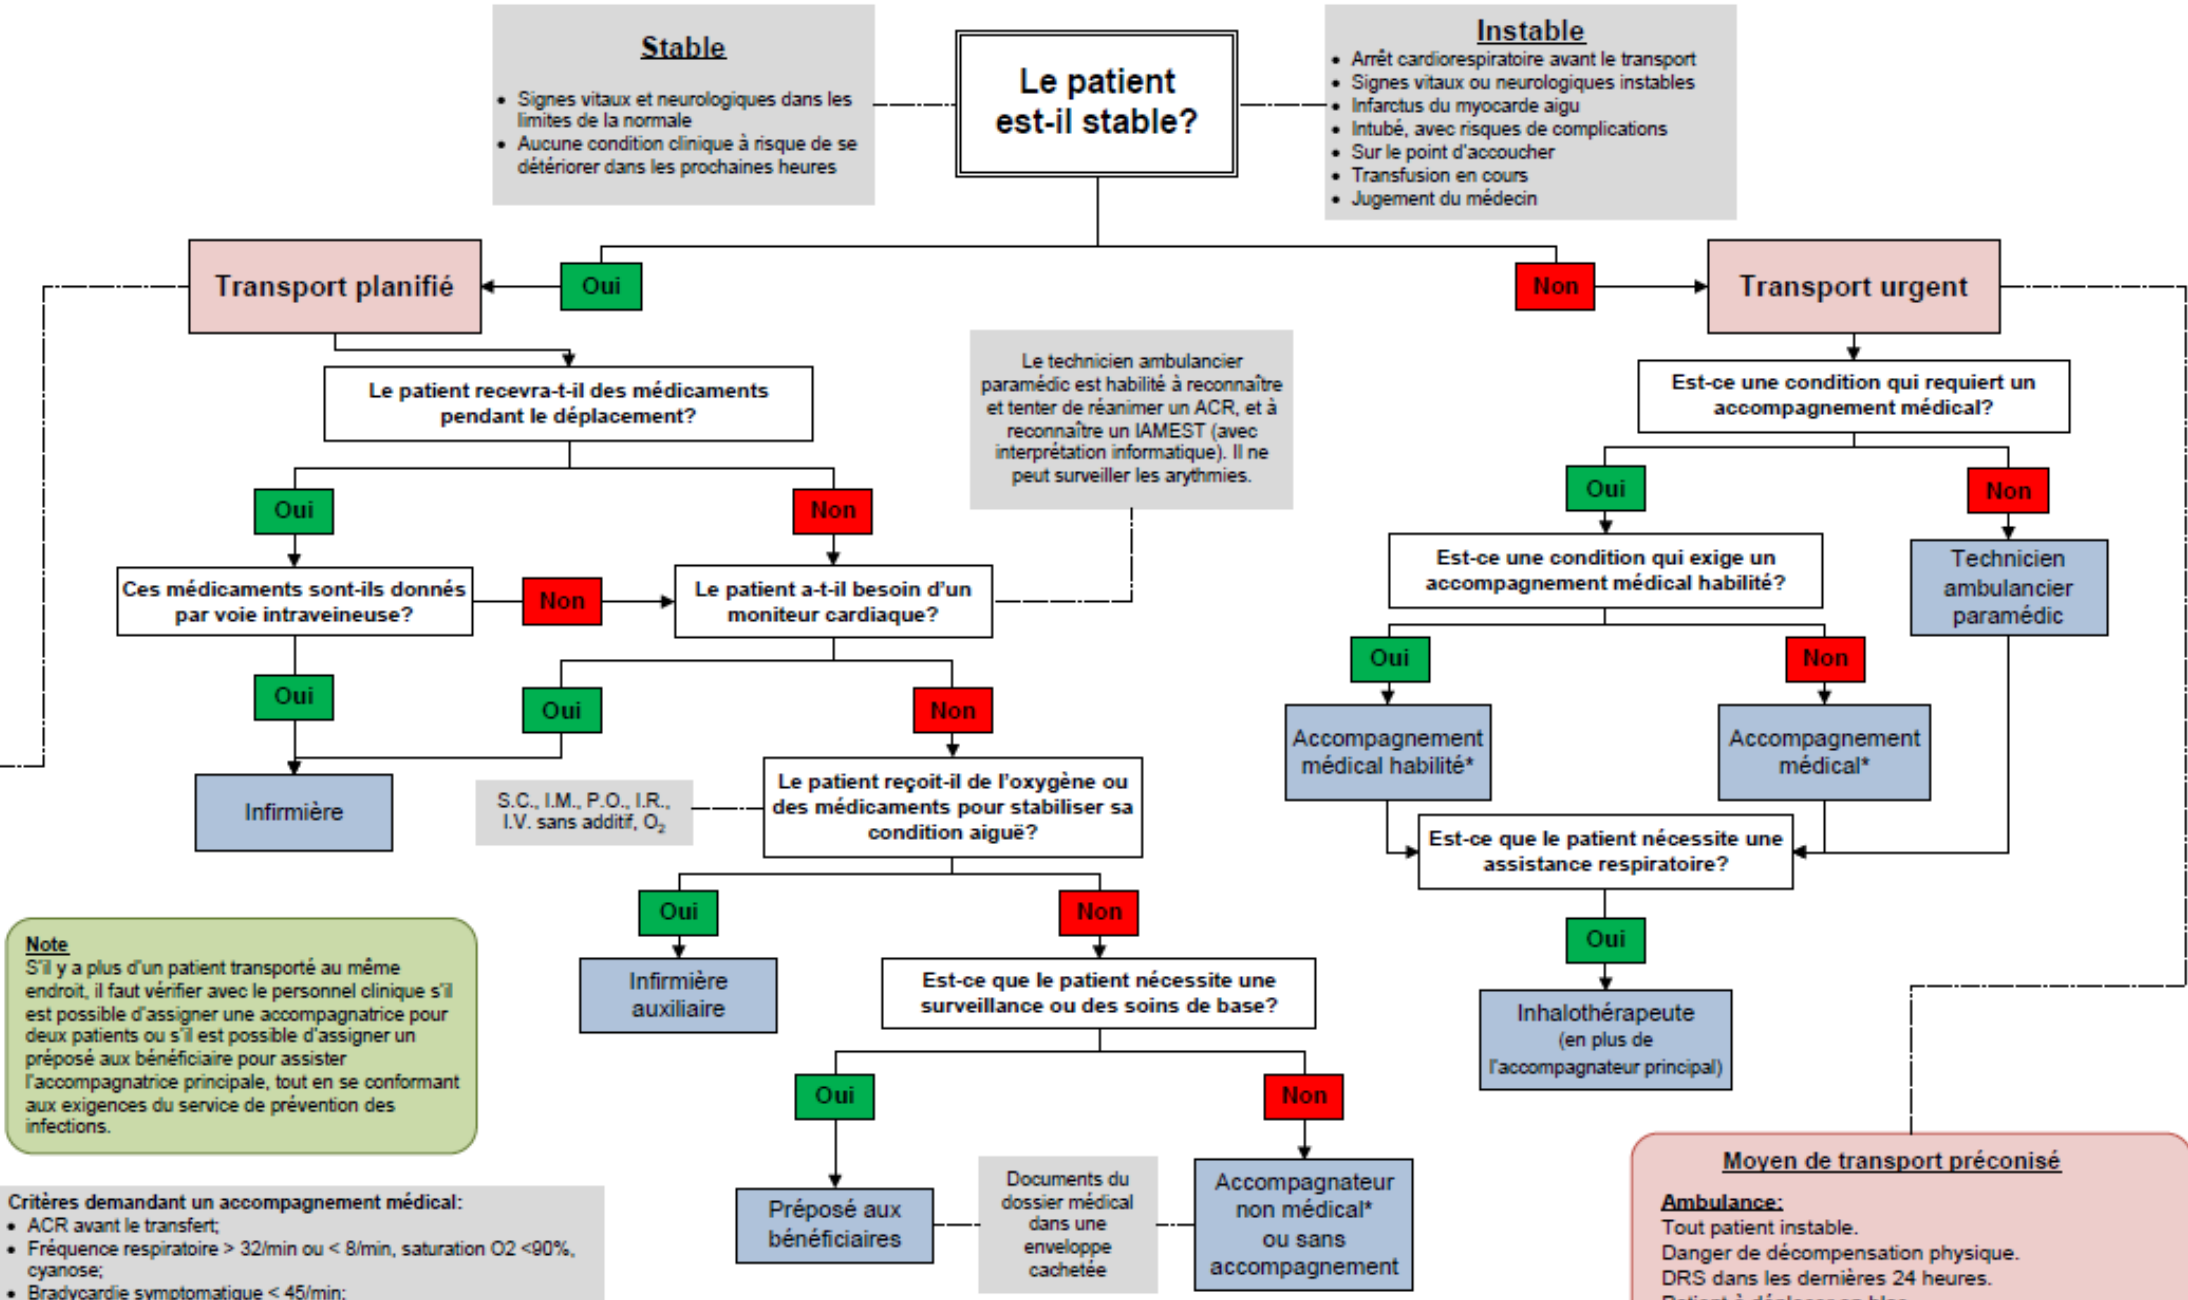 Stable
• Signes vitaux et neurologiques dans les
limites de la normale
• Aucune condition clinique à risque de se
détériorer dans les prochaines heures
Le patient
est-il stable?
Instable
• Arrêt cardiorespiratoire avant le transport
• Signes vitaux ou neurologiques instables
• Infarctus du myocarde aigu
• Intubé, avec risques de complications
• Sur le point d'accoucher
• Transfusion en cours
• Jugement du médecin
Transport planifié
Oui
Non
Transport urgent
Le patient recevra-t-il des médicaments
pendant le déplacement?
Le technicien ambulancier
paramédic est habilité à reconnaître
et tenter de réanimer un ACR, et à
reconnaître un IAMEST (avec
interprétation informatique). Il ne
peut surveiller les arythmies.
Est-ce une condition qui requiert un
accompagnement médical?
Oui
Non
Oui
Non
Ces médicaments sont-ils donnés
par voie intraveineuse?
Non
Le patient a-t-il besoin d'un
moniteur cardiaque?
Est-ce une condition qui exige un
accompagnement médical habilité?
Technicien
ambulancier
paramédic
Oui
Oui
Non
Oui
Non
Infirmière
S.C., I.M., P.O., I.R.,
I.V. sans additif, O₂
Le patient reçoit-il de l'oxygène ou
des médicaments pour stabiliser sa
condition aiguë?
Accompagnement
médical habilité*
Accompagnement
médical*
Est-ce que le patient nécessite une
assistance respiratoire?
Oui
Non
Oui
Note
S'il y a plus d'un patient transporté au même
endroit, il faut vérifier avec le personnel clinique s'il
est possible d'assigner une accompagnatrice pour
deux patients ou s'il est possible d'assigner un
préposé aux bénéficiaire pour assister
l'accompagnatrice principale, tout en se conformant
aux exigences du service de prévention des
infections.
Infirmière
auxiliaire
Est-ce que le patient nécessite une
surveillance ou des soins de base?
Inhalothérapeute
(en plus de
l'accompagnateur principal)
Oui
Non
Préposé aux
bénéficiaires
Documents du
dossier médical
dans une
enveloppe
cachetée
Accompagnateur
non médical*
ou sans
accompagnement
Critères demandant un accompagnement médical:
• ACR avant le transfert;
• Fréquence respiratoire > 32/min ou < 8/min, saturation O2 <90%,
cyanose;
• Bradycardie symptomatique < 45/min;
Moyen de transport préconisé
Ambulance:
Tout patient instable.
Danger de décompensation physique.
DRS dans les dernières 24 heures.